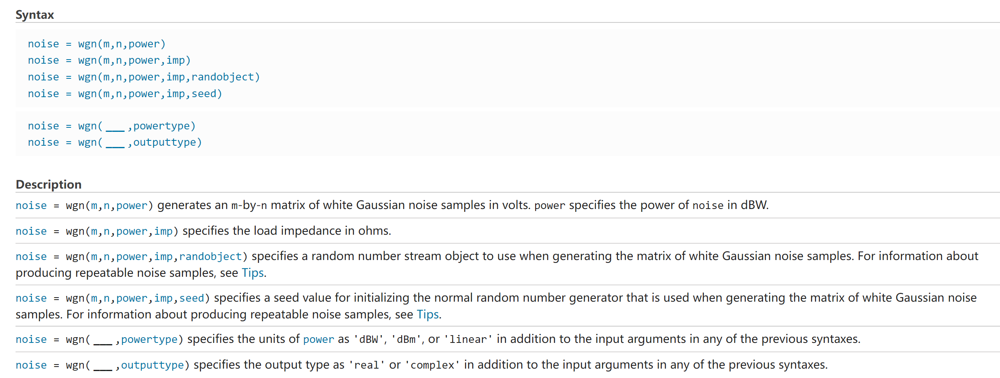 Syntax
noise = wgn(m,n,power)
noise = wgn(m,n,power,imp)
noise = wgn(m,n,power,imp,randobject)
noise = wgn(m,n,power,imp,seed)
noise = wgn( ___ ,powertype)
noise = wgn( ___ ,outputtype)
Description
noise = wgn(m,n,power) generates an m-by-n matrix of white Gaussian noise samples in volts. power specifies the power of noise in dBW.
noise = wgn(m,n,power,imp) specifies the load impedance in ohms.
noise = wgn(m,n,power,imp,randobject) specifies a random number stream object to use when generating the matrix of white Gaussian noise samples. For information about
producing repeatable noise samples, see Tips.
noise = wgn(m,n,power,imp,seed) specifies a seed value for initializing the normal random number generator that is used when generating the matrix of white Gaussian noise
samples. For information about producing repeatable noise samples, see Tips.
noise = wgn( ___ ,powertype) specifies the units of power as 'dBW', 'dBm', or 'linear' in addition to the input arguments in any of the previous syntaxes.
noise = wgn( ___ ,outputtype) specifies the output type as 'real' or 'complex' in addition to the input arguments in any of the previous syntaxes.